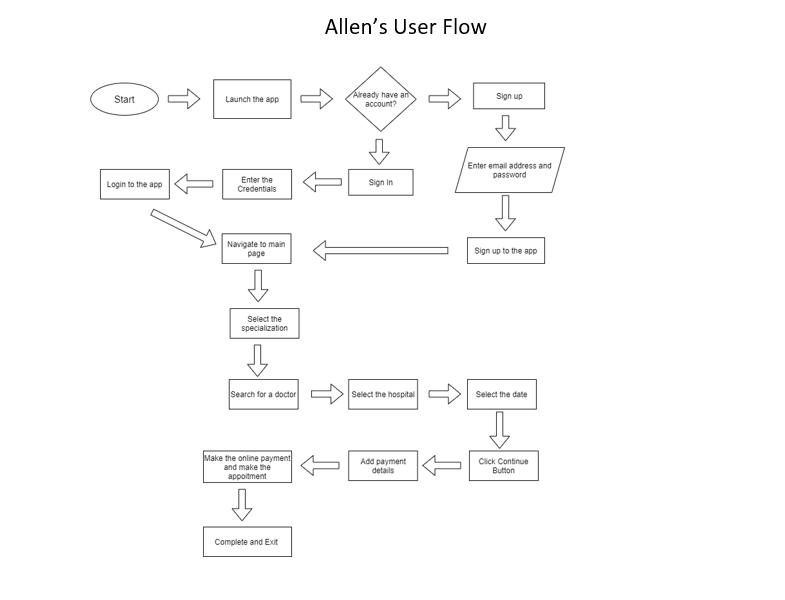 Allen's User Flow
Start
Launch the app
Already have an
account?
Sign up
Enter email address and
password
Login to the app
Enter the
Credentials
Sign In
Navigate to main
page
Sign up to the app
Select the
specialization
Search for a doctor
Select the hospital
Select the date
Make the online payment
and make the
appoitment
Add payment
details
Click Continue
Button
Complete and Exit